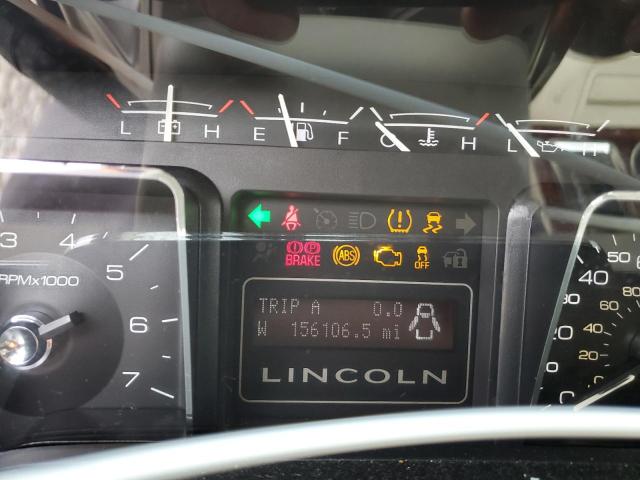 L H E F C H L H
3 4 5 6 7
RPMx1000
BRAKE ABS OFF
TRIP A 0.0
W 156106.5 mi
LINCOLN
50 40 80 60 40 20